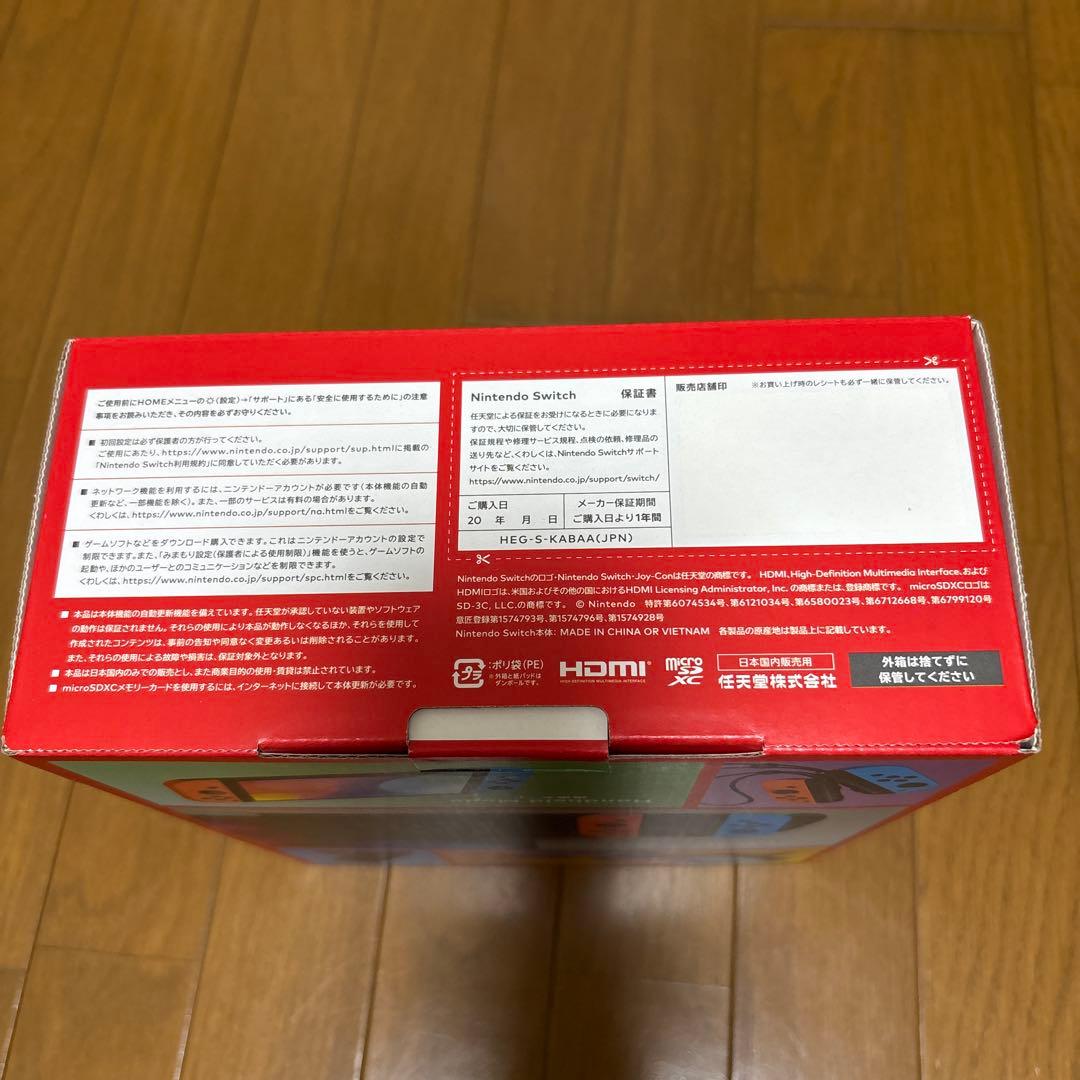 ご使用前にHOMEメニューの(設定)→「サポート」にある「安全に使用するために」の注意
事項をお読みいただき、その内容を必ずお守りください。
■ 初回設定は必ず保護者の方が行ってください。
ご使用にあたり、https://www.nintendo.co.jp/support/sup.htmlに掲載の
「Nintendo Switch利用規約」に同意していただく必要があります。
■ ネットワーク機能を利用するには、ニンテンドーアカウントが必要です(本体機能の自動
更新など、一部機能を除く)。また、一部のサービスは有料の場合があります。
くわしくは、https://www.nintendo.co.jp/support/na.htmlをご覧ください。
■ ゲームソフトなどをダウンロード購入できます。これはニンテンドーアカウントの設定で
制限できます。また、「みまもり設定(保護者による使用制限)」機能を使うと、ゲームソフトの
起動や、ほかのユーザーとのコミュニケーションなどを制限できます。
くわしくは、https://www.nintendo.co.jp/support/spc.htmlをご覧ください。
■ 本品は本体機能の自動更新機能を備えています。任天堂が承認していない装置やソフトウェア
の動作は保証されません。それらの使用により本品が動作しなくなるほか、それらを使用して
作成されたコンテンツは、事前の告知や同意なく変更あるいは削除されることがあります。
また、それらの使用による故障や損害は、保証対象外となります。
■ 本品は日本国内のみでの販売とし、また商業目的の使用・賃貸は禁止されています。
■ microSDXCメモリーカードを使用するには、インターネットに接続して本体更新が必要です。
Nintendo Switch 保証書
任天堂による保証をお受けになるときに必要になりま
すので、大切に保管してください。
保証規程や修理サービス規程、点検の依頼、修理品の
送り先など、くわしくは、Nintendo Switchサポート
サイトをご覧ください。
https://www.nintendo.co.jp/support/switch/
ご購入日
20 年 月 日
メーカー保証期間
ご購入日より1年間
HEG-S-KABAA(JPN)
販売店舗印
※お買い上げ時のレシートも必ず一緒に保管してください。
Nintendo Switchのロゴ・Nintendo Switch・Joy-Conは任天堂の商標です。 HDMI、High-Definition Multimedia Interface、および
HDMIロゴは、米国およびその他の国におけるHDMI Licensing Administrator, Inc. の商標または、登録商標です。 microSDXCロゴは
SD-3C, LLC.の商標です。 © Nintendo 特許第6074534号、第6121034号、第6580023号、第6712668号、第6799120号
意匠登録第1574793号、第1574796号、第1574928号
Nintendo Switch本体: MADE IN CHINA OR VIETNAM 各製品の原産地は製品上に記載しています。
プラ
:ポリ袋(PE)
※外箱と紙パッドは
ダンボールです。
HDMI
HIGH-DEFINITION MULTIMEDIA INTERFACE
micro
SD
XC
日本国内販売用
任天堂株式会社
外箱は捨てずに
保管してください